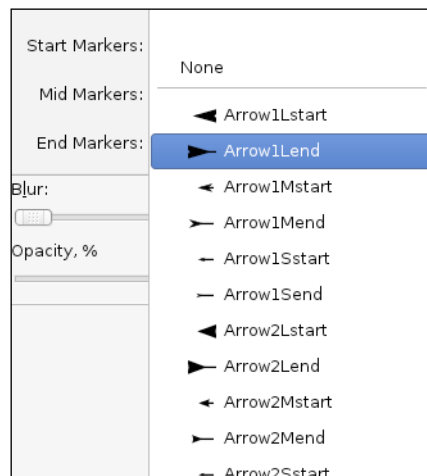 Start Markers:
Mid Markers:
End Markers:
Blur:
Opacity, %
None
Arrow1Lstart
Arrow1Lend
Arrow1Mstart
Arrow1Mend
Arrow1Sstart
Arrow1Send
Arrow2Lstart
Arrow2Lend
Arrow2Mstart
Arrow2Mend
Arrow2Sstart